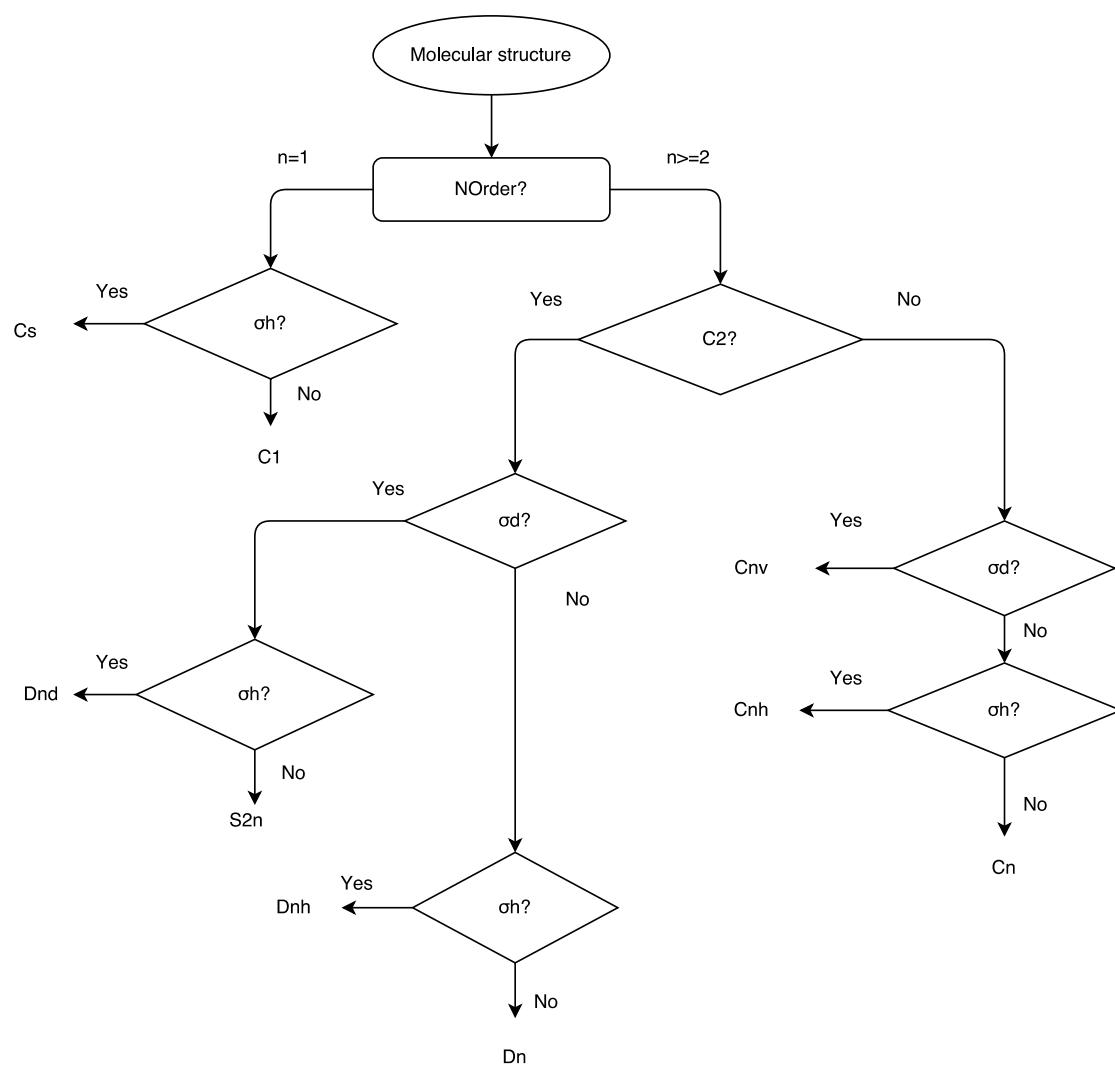 Molecular structure
n=1
n>=2
NOrder?
Yes
Cs
σh?
No
C1
Yes
No
C2?
Yes
σd?
No
Yes
Cnv
σd?
No
Yes
Dnd
σh?
No
S2n
Yes
Cnh
σh?
No
Cn
Yes
Dnh
σh?
No
Dn